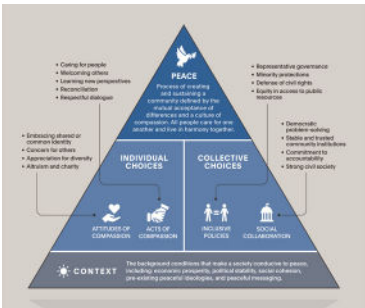 • Caring for people
• Welcoming others
• Learning new perspectives
• Reconciliation
• Respectful dialogue
• Representative governance
• Minority protections
• Defense of civil rights
• Equity in access to public
resources
PEACE
Process of creating
and sustaining a
community defined by the
mutual acceptance of
differences and a culture of
compassion. All people care for one
another and live in harmony together.
• Embracing shared or
common identity
• Concern for others
• Appreciation for diversity
• Altruism and charity
• Democratic
problem-solving
• Stable and trusted
community institutions
• Commitment to
accountability
• Strong civil society
INDIVIDUAL
CHOICES
COLLECTIVE
CHOICES
ATTITUDES OF
COMPASSION
ACTS OF
COMPASSION
INCLUSIVE
POLICIES
SOCIAL
COLLABORATION
CONTEXT
The background conditions that make a society conducive to peace,
including: economic prosperity, political stability, social cohesion,
pre-existing peaceful ideologies, and peaceful messaging.